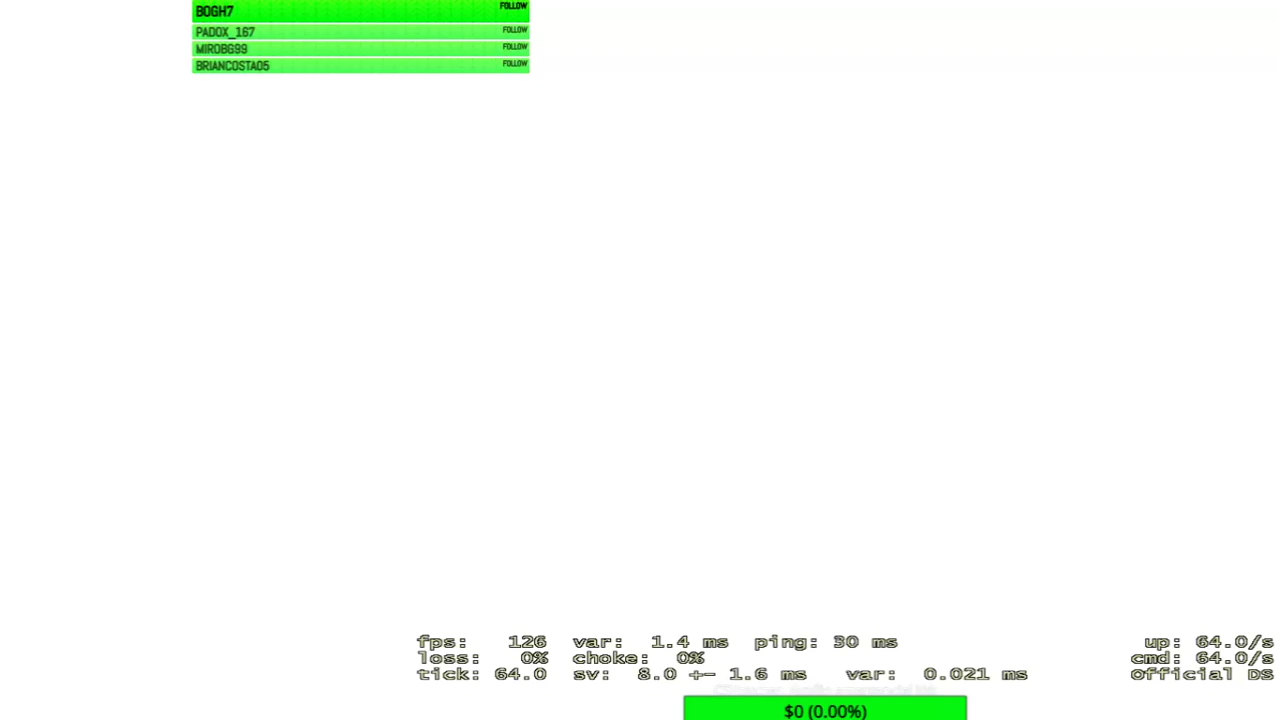 BOGH7 FOLLOW
PADOX_167 FOLLOW
MIROBG99 FOLLOW
BRIANCOSTA05 FOLLOW
fps: 126 var: 1.4 ms ping: 30 ms up: 64.0/s
loss: 0% choke: 0% cmd: 64.0/s
tick: 64.0 sv: 8.0 +- 1.6 ms var: 0.021 ms Official DS
$0 (0.00%)